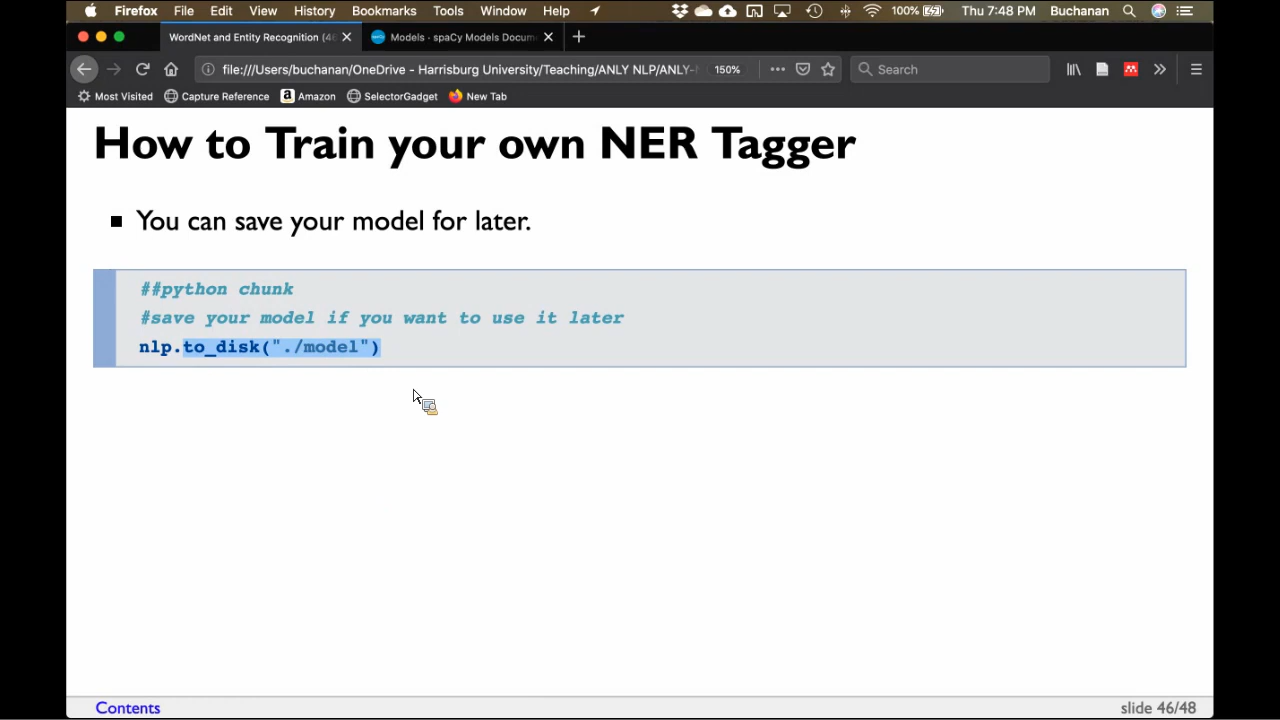 Firefox File Edit View History Bookmarks Tools Window Help 100% Thu 7:48 PM Buchanan
WordNet and Entity Recognition (46 Models · spaCy Models Docum
file:///Users/buchanan/OneDrive - Harrisburg University/Teaching/ANLY NLP/ANLY- 150% Search
Most Visited Capture Reference Amazon SelectorGadget New Tab
How to Train your own NER Tagger
You can save your model for later.
##python chunk
#save your model if you want to use it later
nlp.to_disk("./model")
Contents slide 46/48